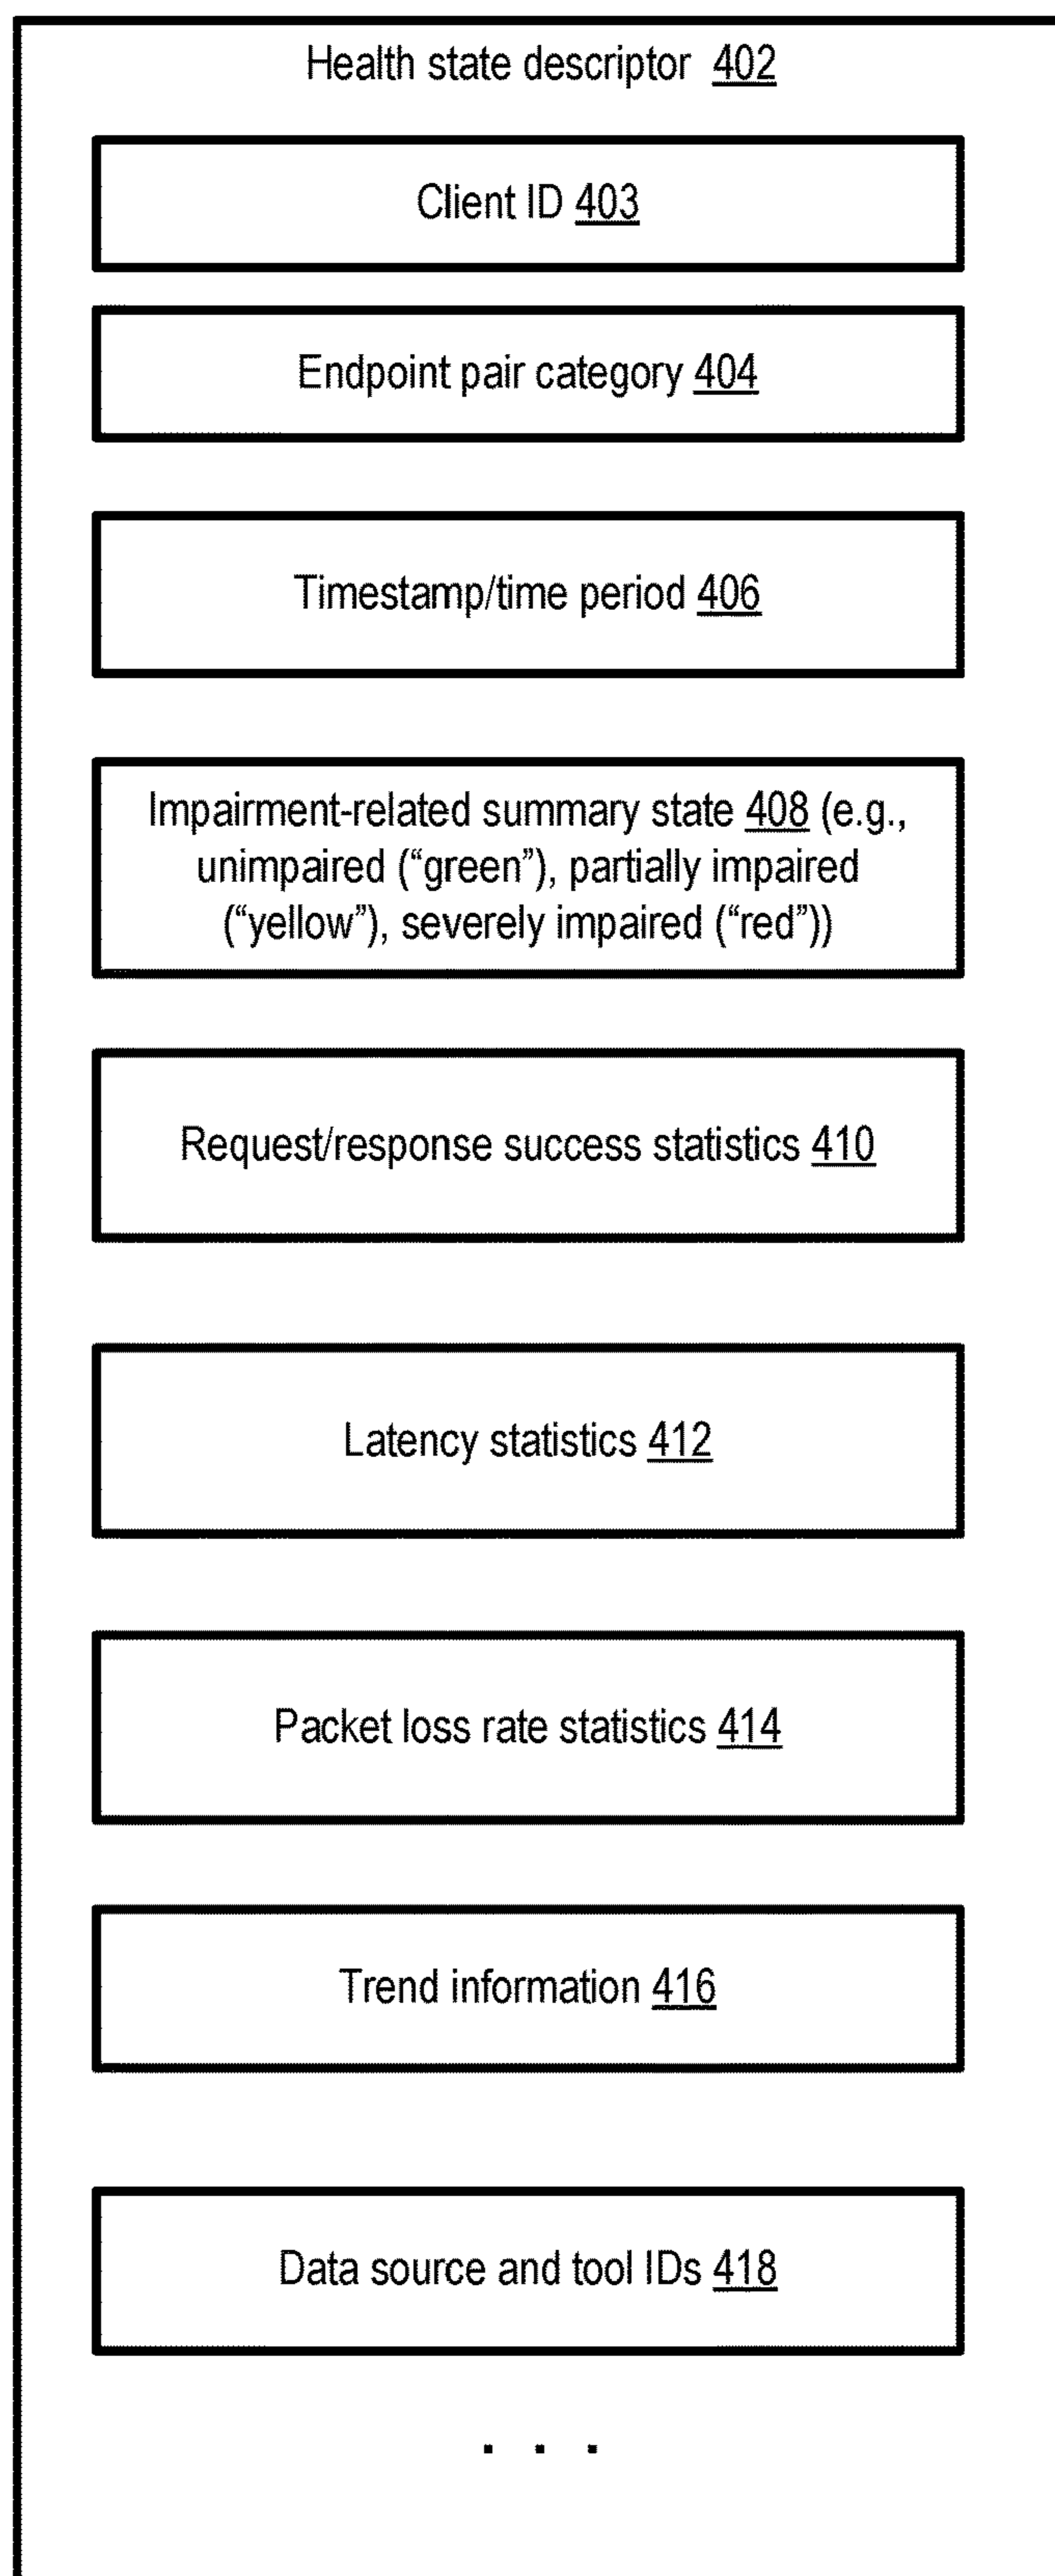 Health state descriptor 402
Client ID 403
Endpoint pair category 404
Timestamp/time period 406
Impairment-related summary state 408 (e.g.,
unimpaired (“green”), partially impaired
(“yellow”), severely impaired (“red”))
Request/response success statistics 410
Latency statistics 412
Packet loss rate statistics 414
Trend information 416
Data source and tool IDs 418
. . .